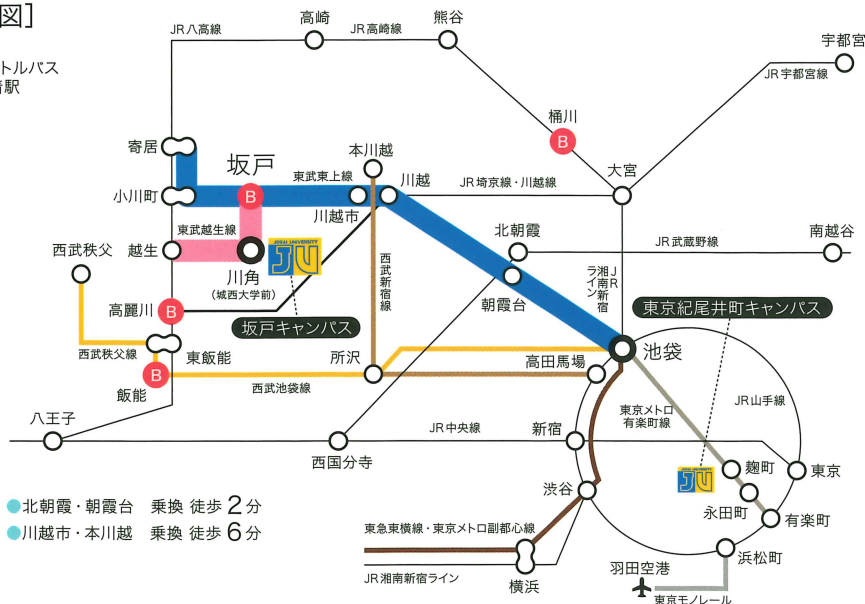 図]
トルバス
着駅
高崎
熊谷
宇都宮
JR八高線
JR高崎線
JR宇都宮線
桶川
B
寄居
坂戸
本川越
大宮
小川町
B
東武東上線
川越
JR埼京線・川越線
川越市
北朝霞
南越谷
東武越生線
JR武蔵野線
越生
JOSAI UNIVERSITY
JU
西武秩父
川角
(城西大学前)
西武新宿線
朝霞台
JR
湘南新宿
ライン
高麗川
B
坂戸キャンパス
東京紀尾井町キャンパス
西武秩父線
東飯能
所沢
高田馬場
池袋
飯能
B
西武池袋線
東京メトロ
有楽町線
JR山手線
八王子
JR中央線
新宿
西国分寺
麹町
東京
JOSAI UNIVERSITY
JU
渋谷
永田町
有楽町
●北朝霞・朝霞台 乗換 徒歩2分
●川越市・本川越 乗換 徒歩6分
東急東横線・東京メトロ副都心線
浜松町
羽田空港
JR湘南新宿ライン
横浜
東京モノレール